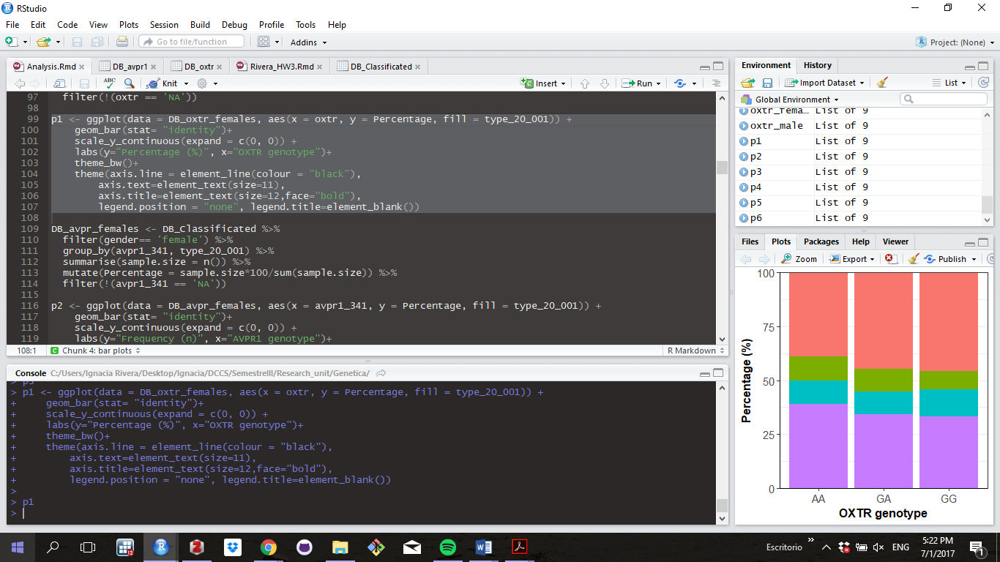 RStudio
File Edit Code View Plots Session Build Debug Profile Tools Help
Go to file/function Addins Project: (None)
Analysis.Rmd DB_avpr1 DB_oxtr Rivera_HW3.Rmd DB_Classified
ABC Knit Insert Run
97 filter(!(oxtr == 'NA'))
98
99 p1 <- ggplot(data = DB_oxtr_females, aes(x = oxtr, y = Percentage, fill = type_20_001)) +
100 geom_bar(stat= "identity")+
101 scale_y_continuous(expand = c(0, 0)) +
102 labs(y="Percentage (%)", x="OXTR genotype")+
103 theme_bw()+
104 theme(axis.line = element_line(colour = "black"),
105 axis.text=element_text(size=11),
106 axis.title=element_text(size=12,face="bold"),
107 legend.position = "none", legend.title=element_blank())
108
109 DB_avpr_females <- DB_Classificated %>%
110 filter(gender== 'female') %>%
111 group_by(avpr1_341, type_20_001) %>%
112 summarise(sample.size = n()) %>%
113 mutate(Percentage = sample.size*100/sum(sample.size)) %>%
114 filter(!(avpr1_341 == 'NA'))
115
116 p2 <- ggplot(data = DB_avpr_females, aes(x = avpr1_341, y = Percentage, fill = type_20_001)) +
117 geom_bar(stat= "identity")+
118 scale_y_continuous(expand = c(0, 0)) +
119 labs(y="Frequency (n)", x="AVPR1 genotype")+
108:1 C Chunk 4: bar plots R Markdown
Console C:/Users/Ignacia Rivera/Desktop/Ignacia/DCCS/SemestreIII/Research_unit/Genetica/
> p1 <- ggplot(data = DB_oxtr_females, aes(x = oxtr, y = Percentage, fill = type_20_001)) +
+ geom_bar(stat= "identity")+
+ scale_y_continuous(expand = c(0, 0)) +
+ labs(y="Percentage (%)", x="OXTR genotype")+
+ theme_bw()+
+ theme(axis.line = element_line(colour = "black"),
+ axis.text=element_text(size=11),
+ axis.title=element_text(size=12,face="bold"),
+ legend.position = "none", legend.title=element_blank())
>
> p1
>
Environment History
Import Dataset List
Global Environment
oxtr_fema... List of 9
oxtr_male List of 9
p1 List of 9
p2 List of 9
p3 List of 9
p4 List of 9
p5 List of 9
p6 List of 9
Files Plots Packages Help Viewer
Zoom Export Publish
100
75
50
25
0
Percentage (%)
AA GA GG
OXTR genotype
Escritorio ENG
5:22 PM
7/1/2017